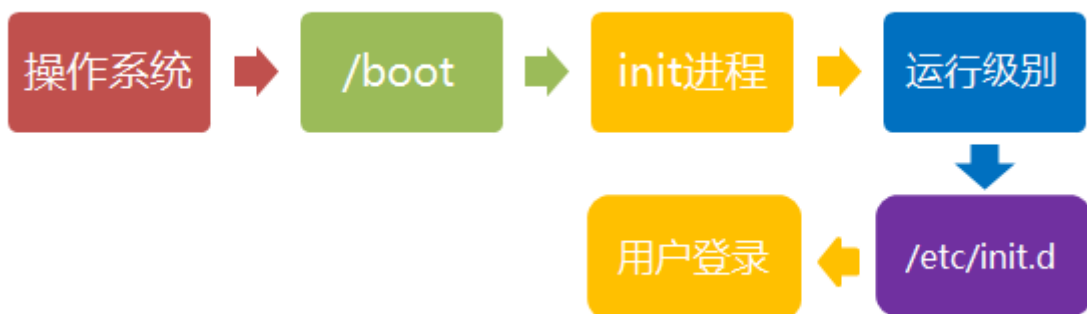 操作系统
/boot
init进程
运行级别
/etc/init.d
用户登录